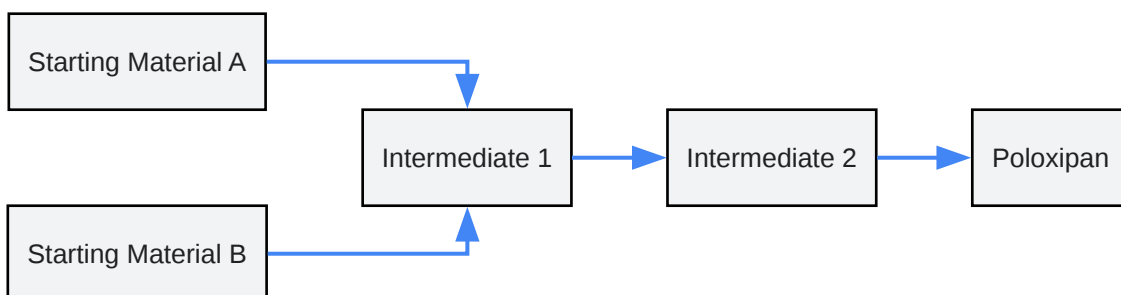 Starting Material A
Intermediate 1
Intermediate 2
Poloxipan
Starting Material B